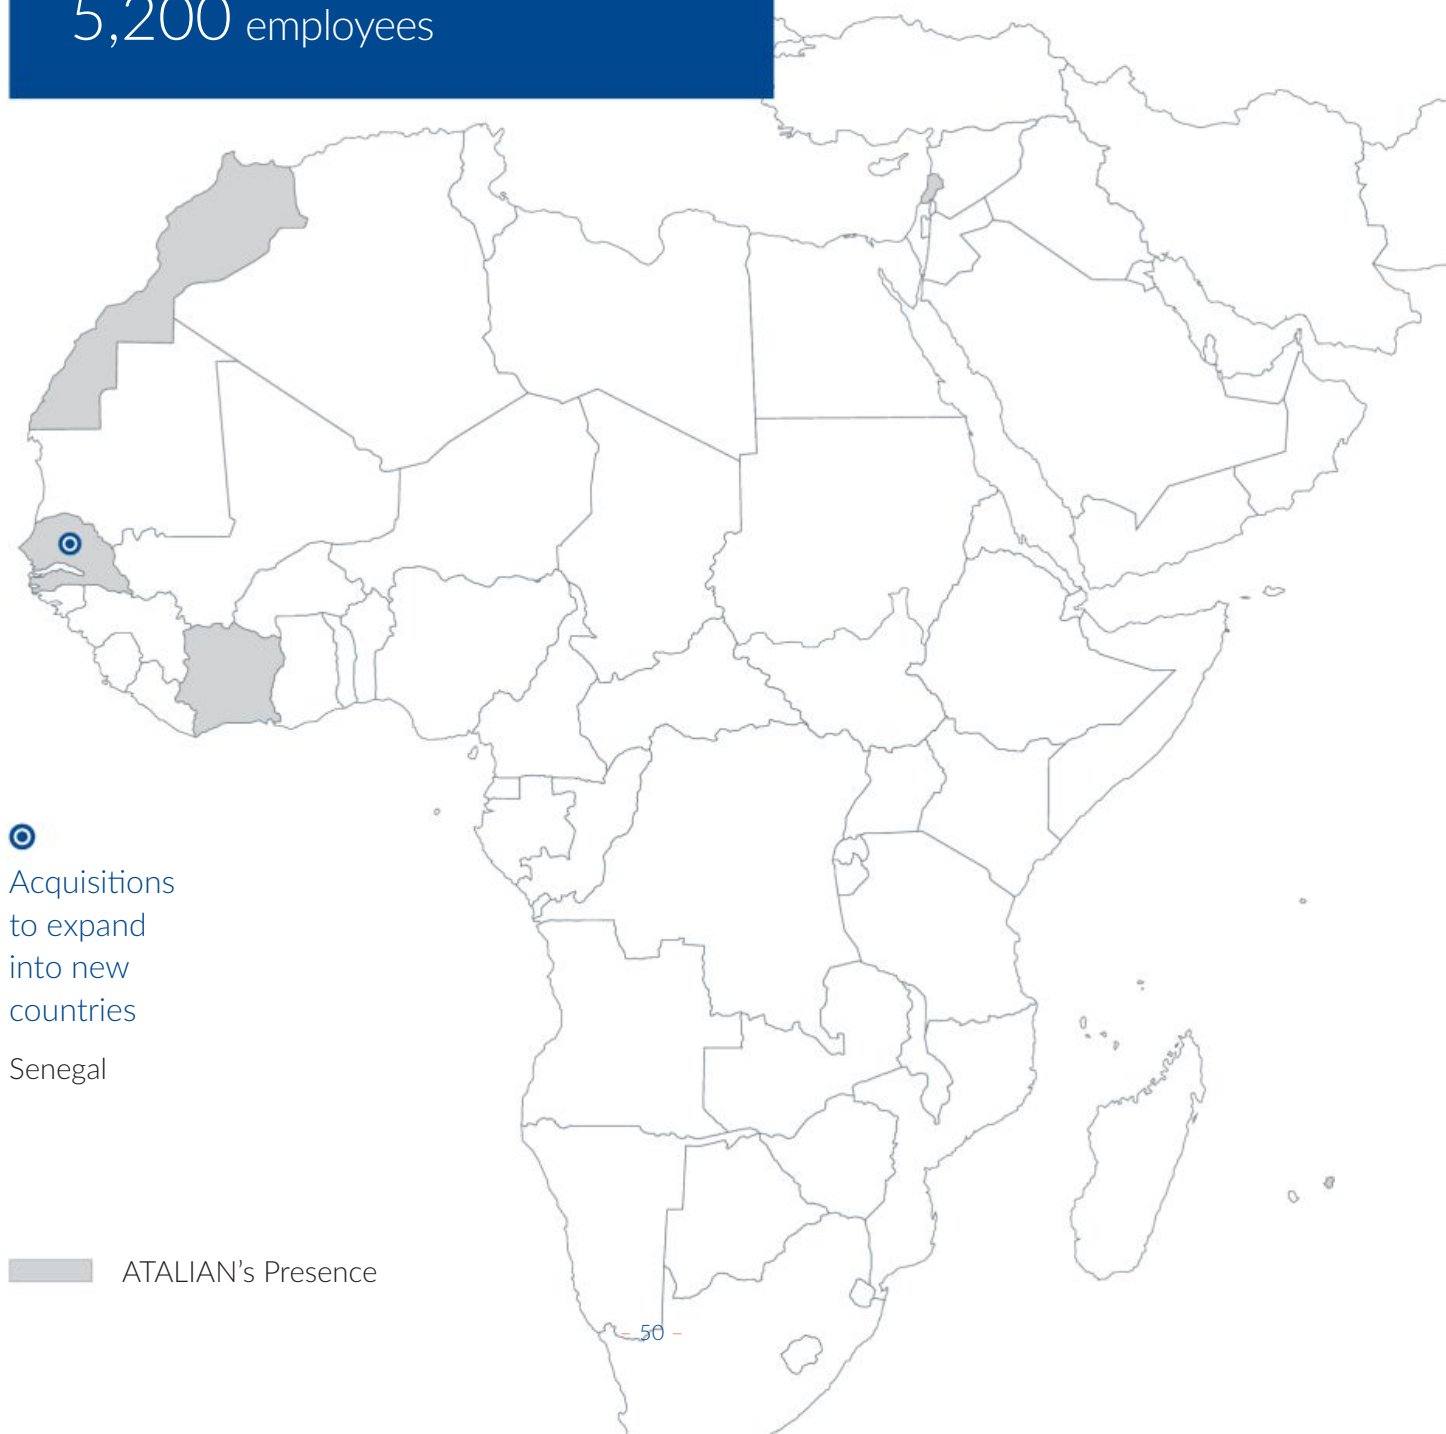 5,200 employees
Acquisitions
to expand
into new
countries
Senegal
ATALIAN’s Presence
– 50 –